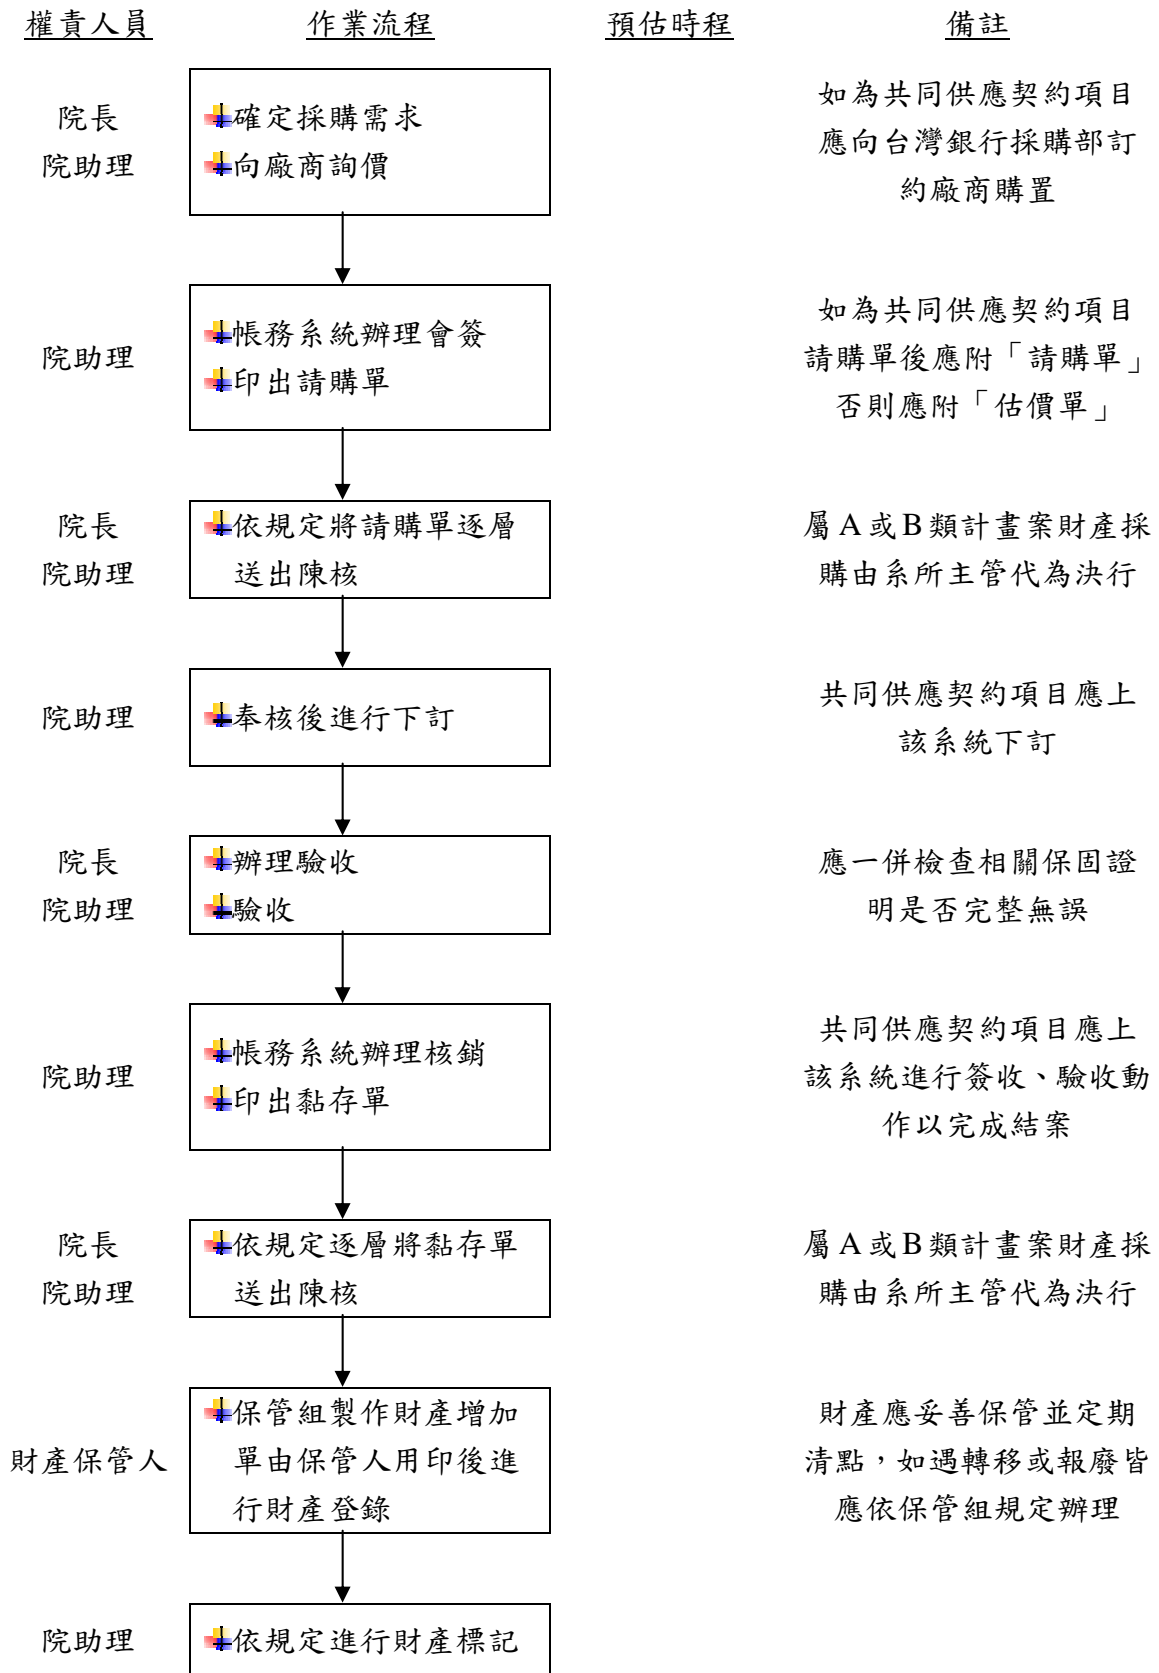 權責人員 作業流程 預估時程 備註
院長
院助理
確定採購需求
向廠商詢價
如為共同供應契約項目
應向台灣銀行採購部訂
約廠商購置
院助理
帳務系統辦理會簽
印出請購單
如為共同供應契約項目
請購單後應附「請購單」
否則應附「估價單」
院長
院助理
依規定將請購單逐層
送出陳核
屬A或B類計畫案財產採
購由系所主管代為決行
院助理
奉核後進行下訂
共同供應契約項目應上
該系統下訂
院長
院助理
辦理驗收
驗收
應一併檢查相關保固證
明是否完整無誤
院助理
帳務系統辦理核銷
印出黏存單
共同供應契約項目應上
該系統進行簽收、驗收動
作以完成結案
院長
院助理
依規定逐層將黏存單
送出陳核
屬A或B類計畫案財產採
購由系所主管代為決行
財產保管人
保管組製作財產增加
單由保管人用印後進
行財產登錄
財產應妥善保管並定期
清點，如遇轉移或報廢皆
應依保管組規定辦理
院助理
依規定進行財產標記